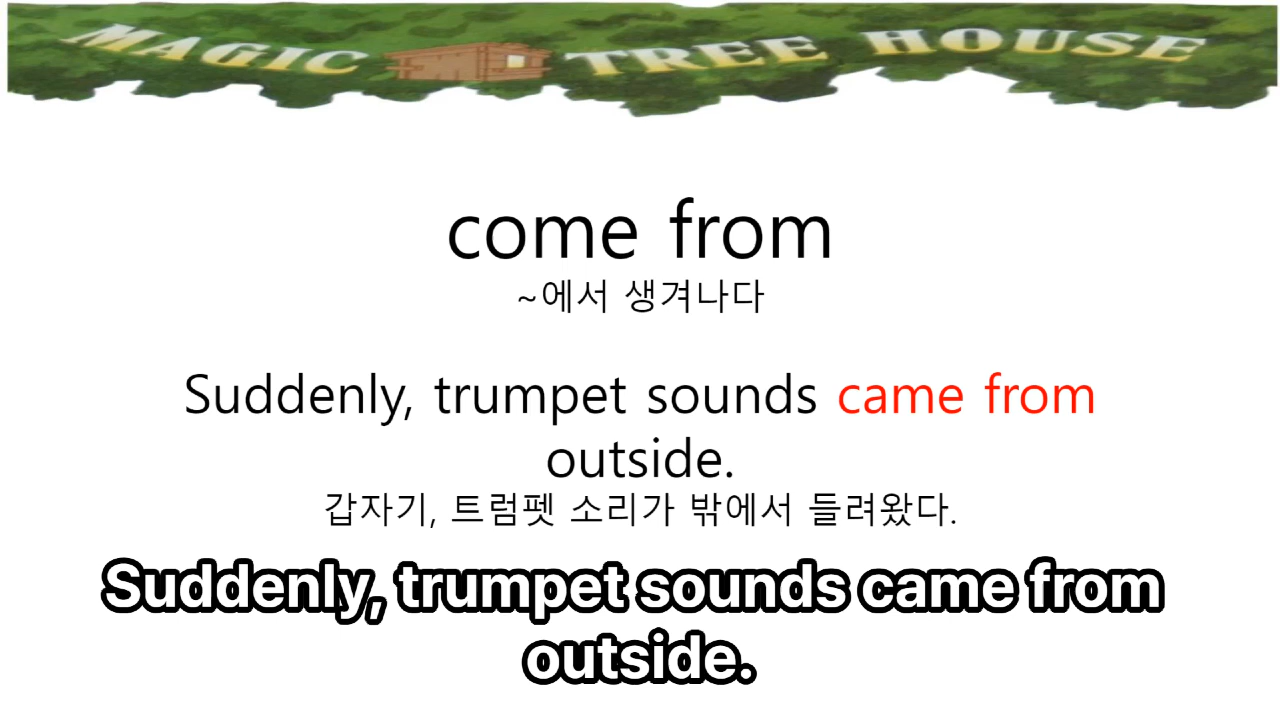 MAGIC TREE HOUSE
come from
~에서 생겨나다
Suddenly, trumpet sounds came from
outside.
갑자기, 트럼펫 소리가 밖에서 들려왔다.
Suddenly, trumpet sounds came from
outside.